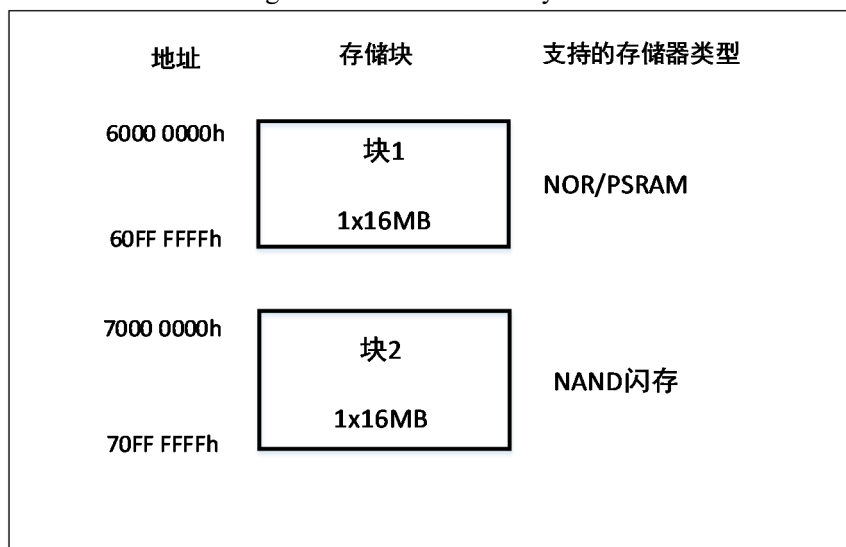 地址 存储块 支持的存储器类型
6000 0000h
块1
NOR/PSRAM
1x16MB
60FF FFFFh
7000 0000h
块2
NAND闪存
1x16MB
70FF FFFFh